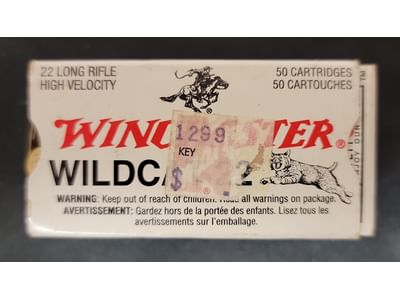 22 LONG RIFLE
HIGH VELOCITY
50 CARTRIDGES
50 CARTOUCHES
1299
KEY
$
WARNING: Keep out of reach of children. Read all warnings on package.
AVERTISSEMENT: Gardez hors de la portée des enfants. Lisez tous les
avertissements sur l'emballage.